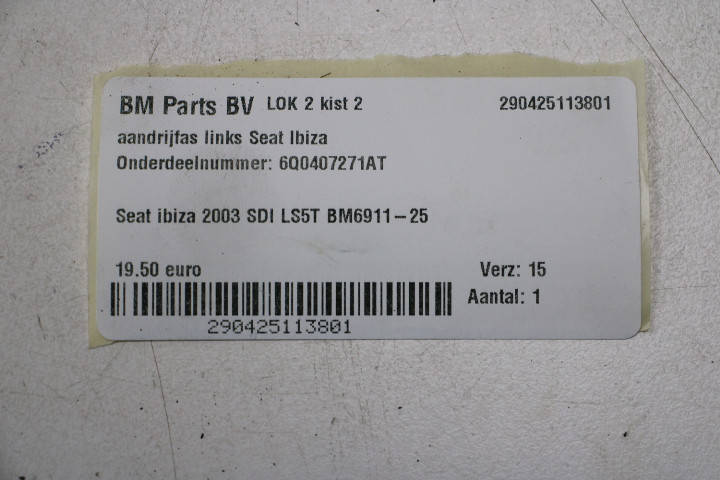 BM Parts BV LOK 2 kist 2 290425113801
aandrijfas links Seat Ibiza
Onderdeelnummer: 6Q0407271AT
Seat ibiza 2003 SDI LS5T BM6911-25
19.50 euro Verz: 15
Aantal: 1
290425113801